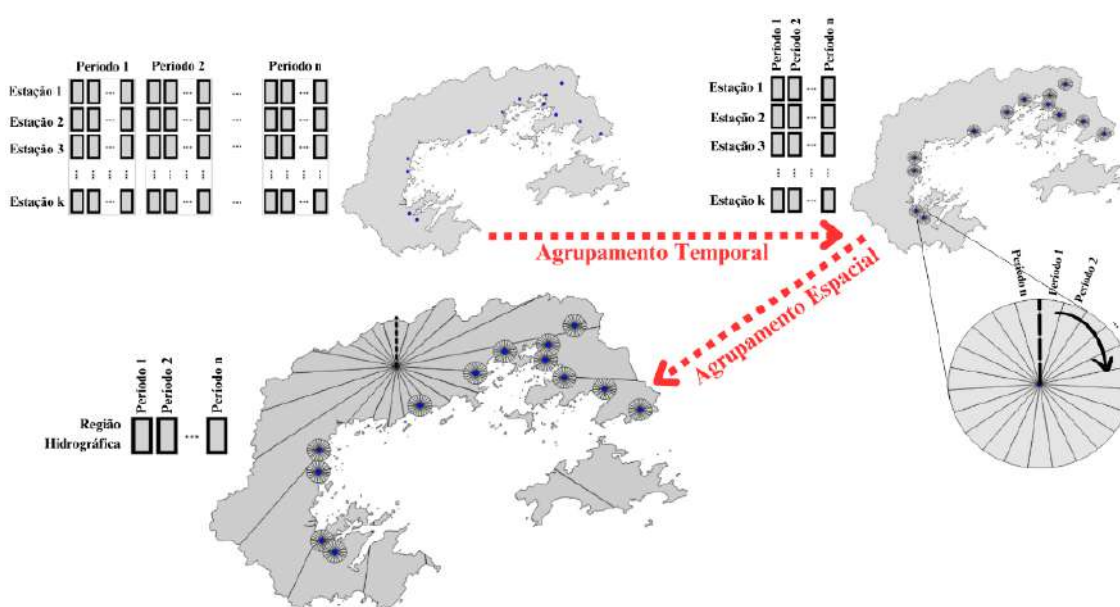 Período 1 Período 2 Período n
Estação 1
Estação 2
Estação 3
Estação k
Período 1
Período 2
Período n
Estação 1
Estação 2
Estação 3
Estação k
Agrupamento Temporal
Agrupamento Espacial
Período n
Período 1
Período 2
Período 1
Período 2
Período n
Região
Hidrográfica